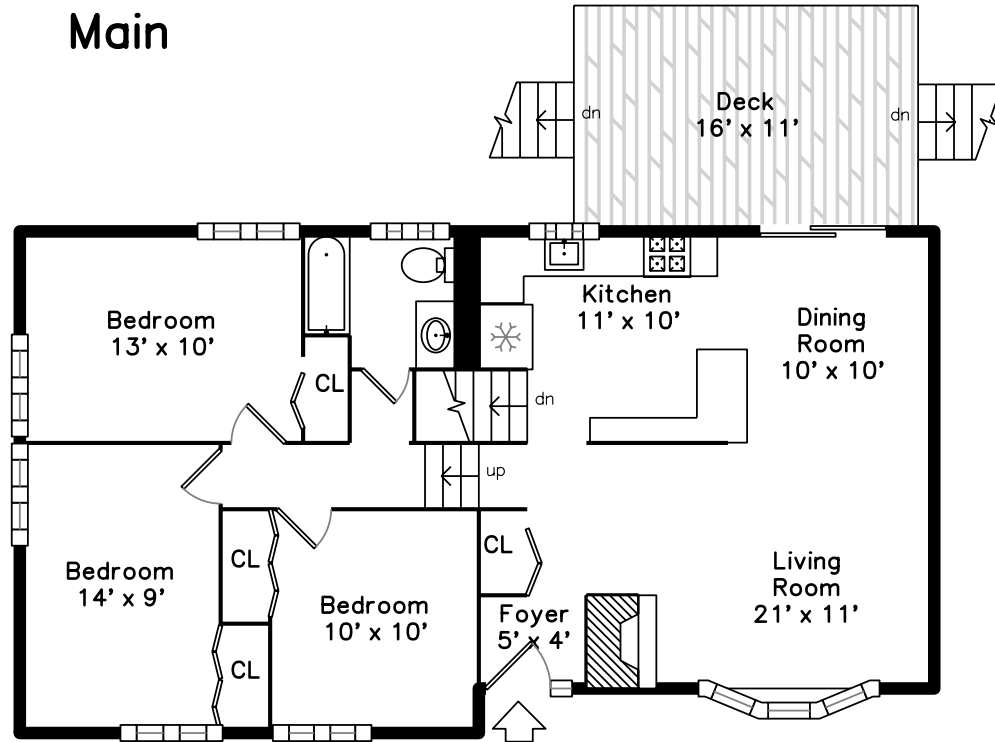 Main
Deck
16' x 11'
dn
dn
Kitchen
11' x 10'
Dining
Room
10' x 10'
Bedroom
13' x 10'
CL
dn
up
CL
CL
Bedroom
14' x 9'
Bedroom
10' x 10'
CL
Foyer
5' x 4'
Living
Room
21' x 11'